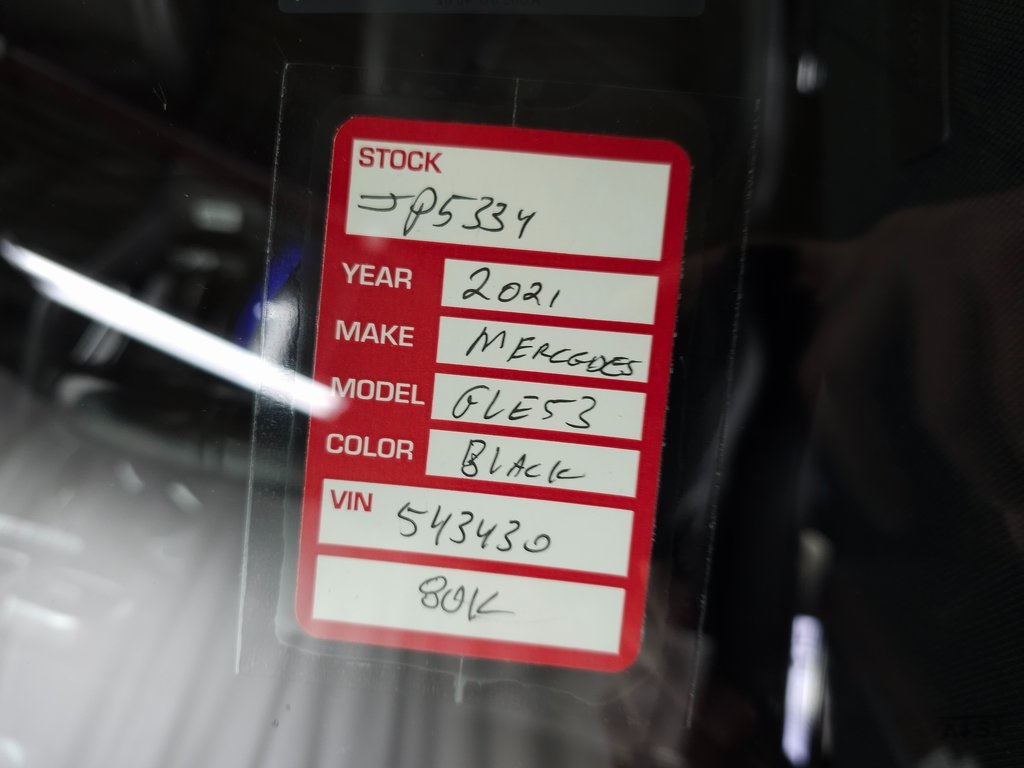 STOCK
JP5334
YEAR 2021
MAKE MERCEDES
MODEL GLE53
COLOR BLACK
VIN 543430
80K